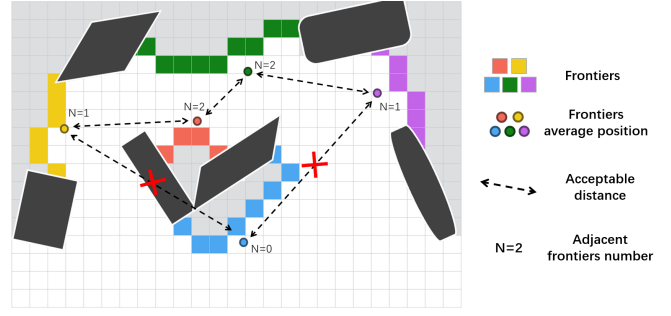 N=2
N=1
N=2
N=1
N=0
Frontiers
Frontiers
average position
Acceptable
distance
N=2
Adjacent
frontiers number